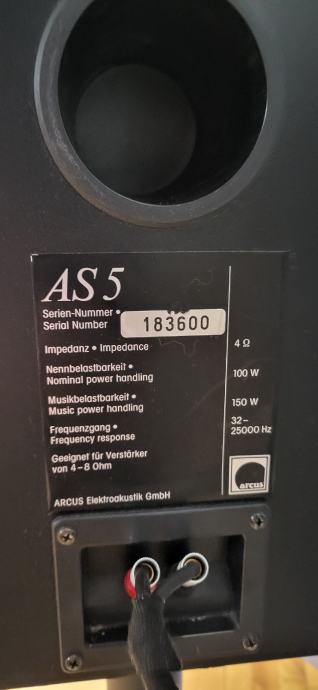 AS 5
Serien-Nummer •
Serial Number
183600
Impedanz • Impedance 4 Ω
Nennbelastbarkeit •
Nominal power handling 100 W
Musikbelastbarkeit •
Music power handling 150 W
Frequenzgang • 32–
Frequency response 25000 Hz
Geeignet für Verstärker
von 4–8 Ohm
arcus
ARCUS Elektroakustik GmbH